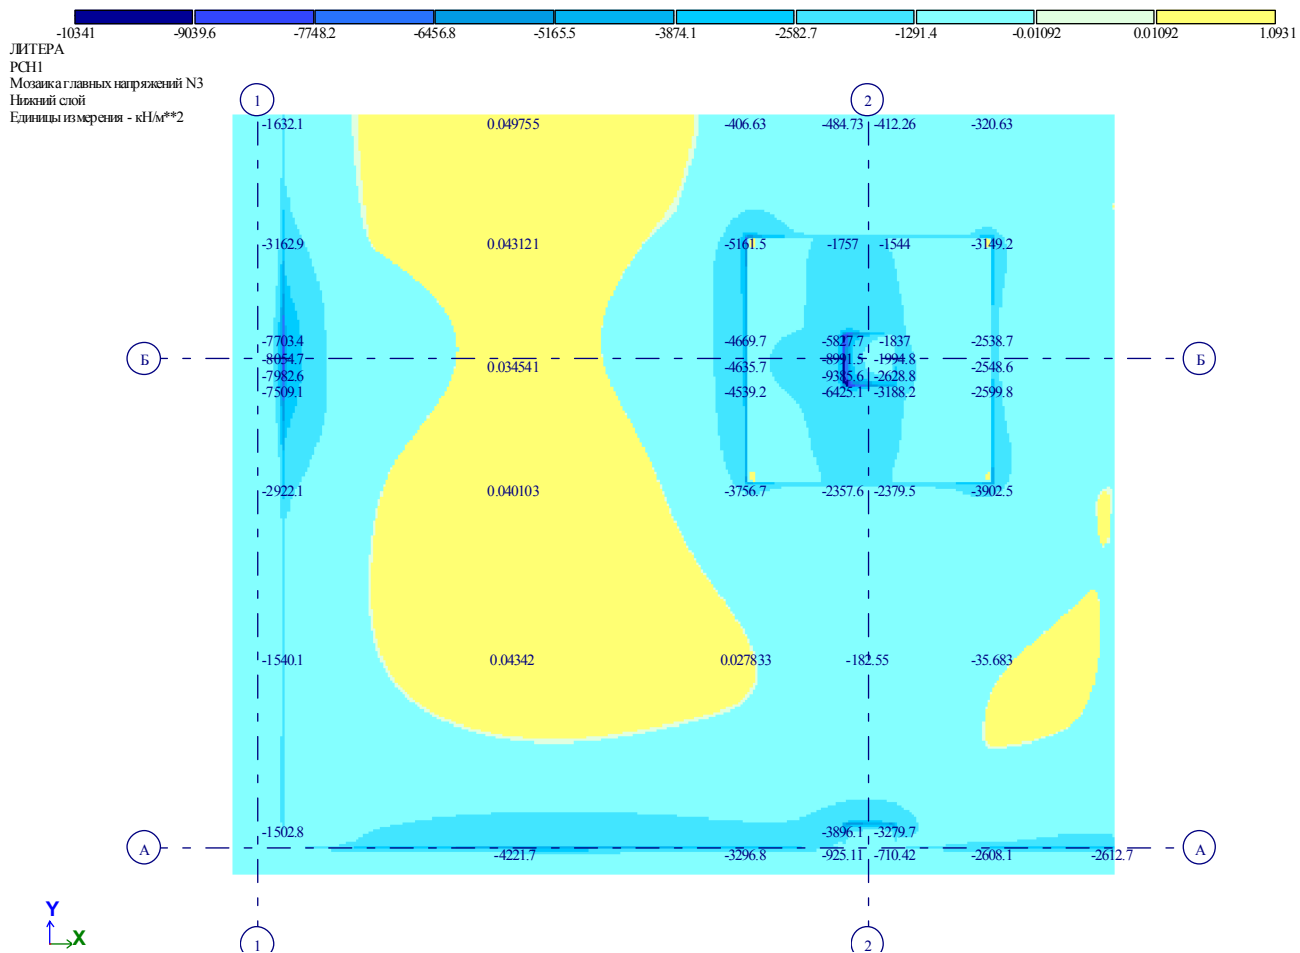 -10341 -9039.6 -7748.2 -6456.8 -5165.5 -3874.1 -2582.7 -1291.4 -0.01092 0.01092 1.0931
ЛИТЕРА
РСН1
Мозаика главных напряжений N3
Нижний слой
Единицы измерения - кН/м**2
1 2
-1632.1 0.049755 -406.63 -484.73 -412.26 -320.63
-3162.9 0.043121 -5161.5 -1757 -1544 -3149.2
-7703.4 -4669.7 -5827.7 -1837 -2538.7
Б -8054.7 0.034541 -4635.7 -8991.5 -1994.8 -2548.6 Б
-7982.6 -9385.6 -2628.8
-7509.1 -4539.2 -6425.1 -3188.2 -2599.8
-2922.1 0.040103 -3756.7 -2357.6 -2379.5 -3902.5
-1540.1 0.04342 0.027833 -182.55 -35.683
-1502.8 -3896.1 -3279.7
А -4221.7 -3296.8 -925.11 -710.42 -2608.1 -2612.7 А
Y
X
1 2